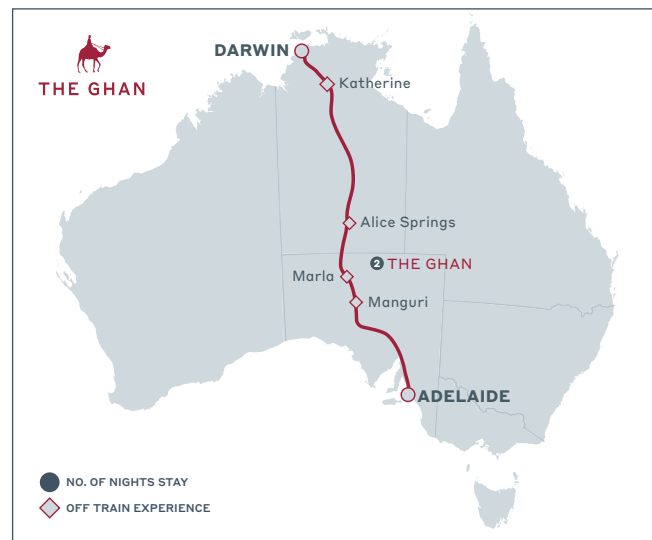 DARWIN
THE GHAN
Katherine
Alice Springs
2 THE GHAN
Marla
Manguri
ADELAIDE
NO. OF NIGHTS STAY
OFF TRAIN EXPERIENCE